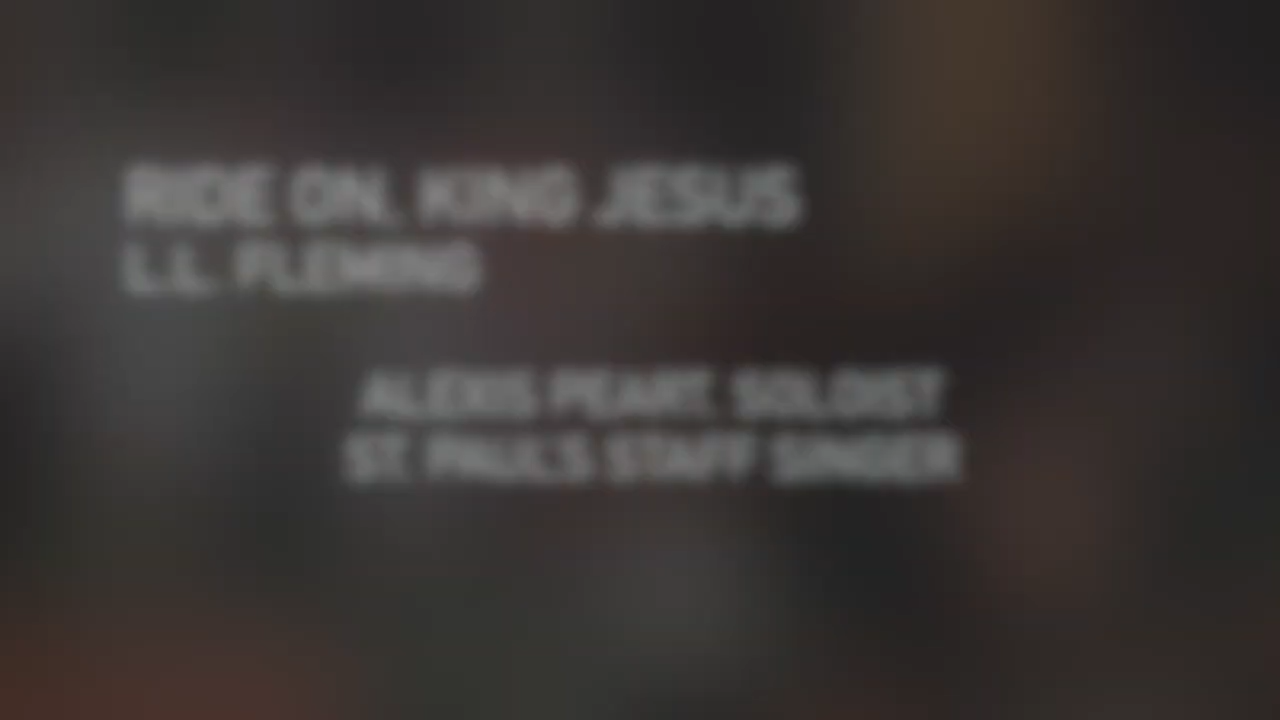 RIDE ON, KING JESUS
L.L. FLEMING
ALEXIS PEART, SOLOIST
ST. PAUL'S STAFF SINGER